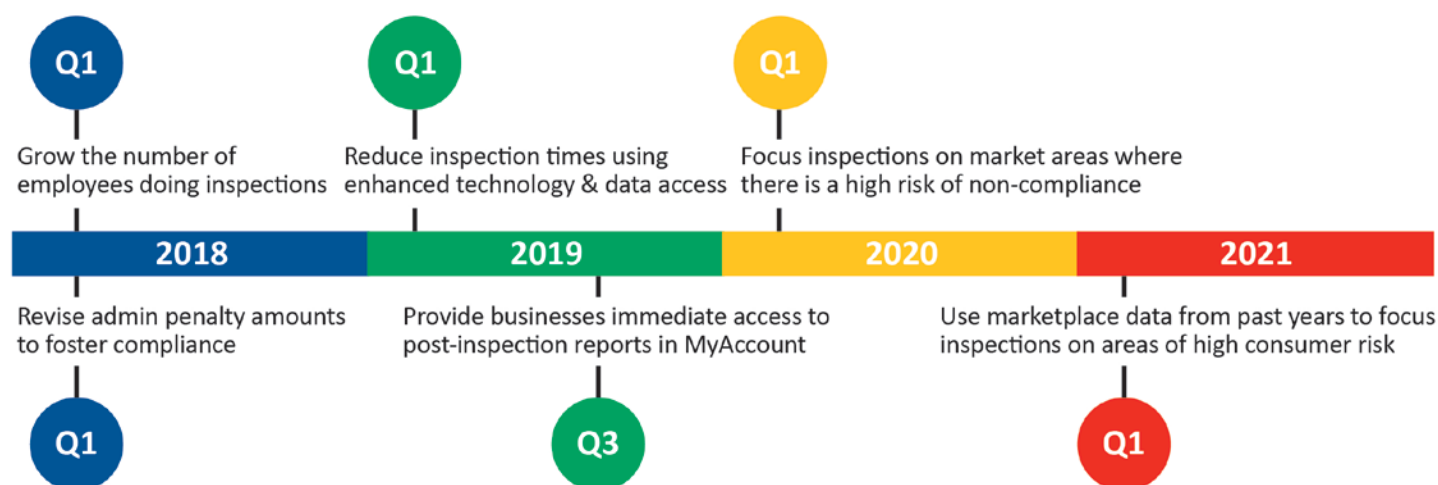 Q1
Q1
Q1
Grow the number of
employees doing inspections
Reduce inspection times using
enhanced technology & data access
Focus inspections on market areas where
there is a high risk of non-compliance
2018
2019
2020
2021
Revise admin penalty amounts
to foster compliance
Provide businesses immediate access to
post-inspection reports in MyAccount
Use marketplace data from past years to focus
inspections on areas of high consumer risk
Q1
Q3
Q1